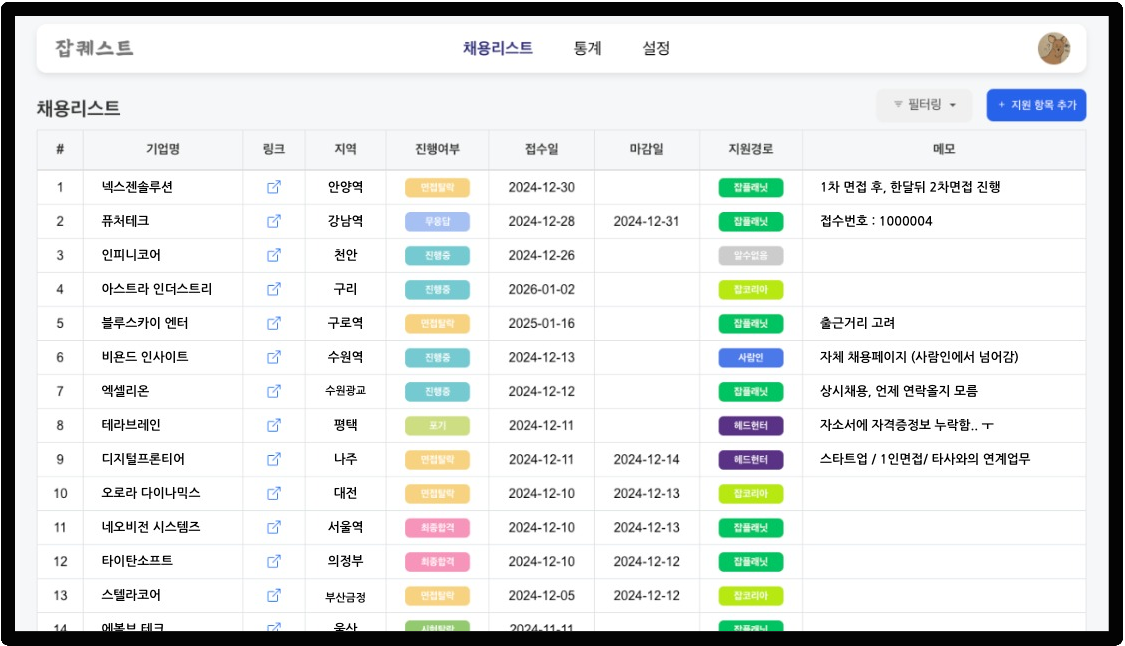 잡퀘스트 채용리스트 통계 설정
채용리스트 필터링 + 지원 항목 추가
# 기업명 링크 지역 진행여부 접수일 마감일 지원경로 메모
1 넥스젠솔루션 안양역 면접탈락 2024-12-30 잡플래닛 1차 면접 후, 한달뒤 2차면접 진행
2 퓨처테크 강남역 무응답 2024-12-28 2024-12-31 잡플래닛 접수번호 : 1000004
3 인피니코어 천안 진행중 2024-12-26 알수없음
4 아스트라 인더스트리 구리 진행중 2026-01-02 잡코리아
5 블루스카이 엔터 구로역 면접탈락 2025-01-16 잡플래닛 출근거리 고려
6 비욘드 인사이트 수원역 진행중 2024-12-13 사람인 자체 채용페이지 (사람인에서 넘어감)
7 엑셀리온 수원광교 진행중 2024-12-12 잡플래닛 상시채용, 언제 연락올지 모름
8 테라브레인 평택 포기 2024-12-11 헤드헌터 자소서에 자격증정보 누락함.. ㅜ
9 디지털프론티어 나주 면접탈락 2024-12-11 2024-12-14 헤드헌터 스타트업 / 1인면접/ 타사와의 연계업무
10 오로라 다이나믹스 대전 면접탈락 2024-12-10 2024-12-13 잡코리아
11 네오비전 시스템즈 서울역 최종합격 2024-12-10 2024-12-13 잡플래닛
12 타이탄소프트 의정부 최종합격 2024-12-10 2024-12-12 잡플래닛
13 스텔라코어 부산금정 면접탈락 2024-12-05 2024-12-12 잡코리아
14 에볼브 테크 울산 서형탈락 2024-11-11 잡플래닛